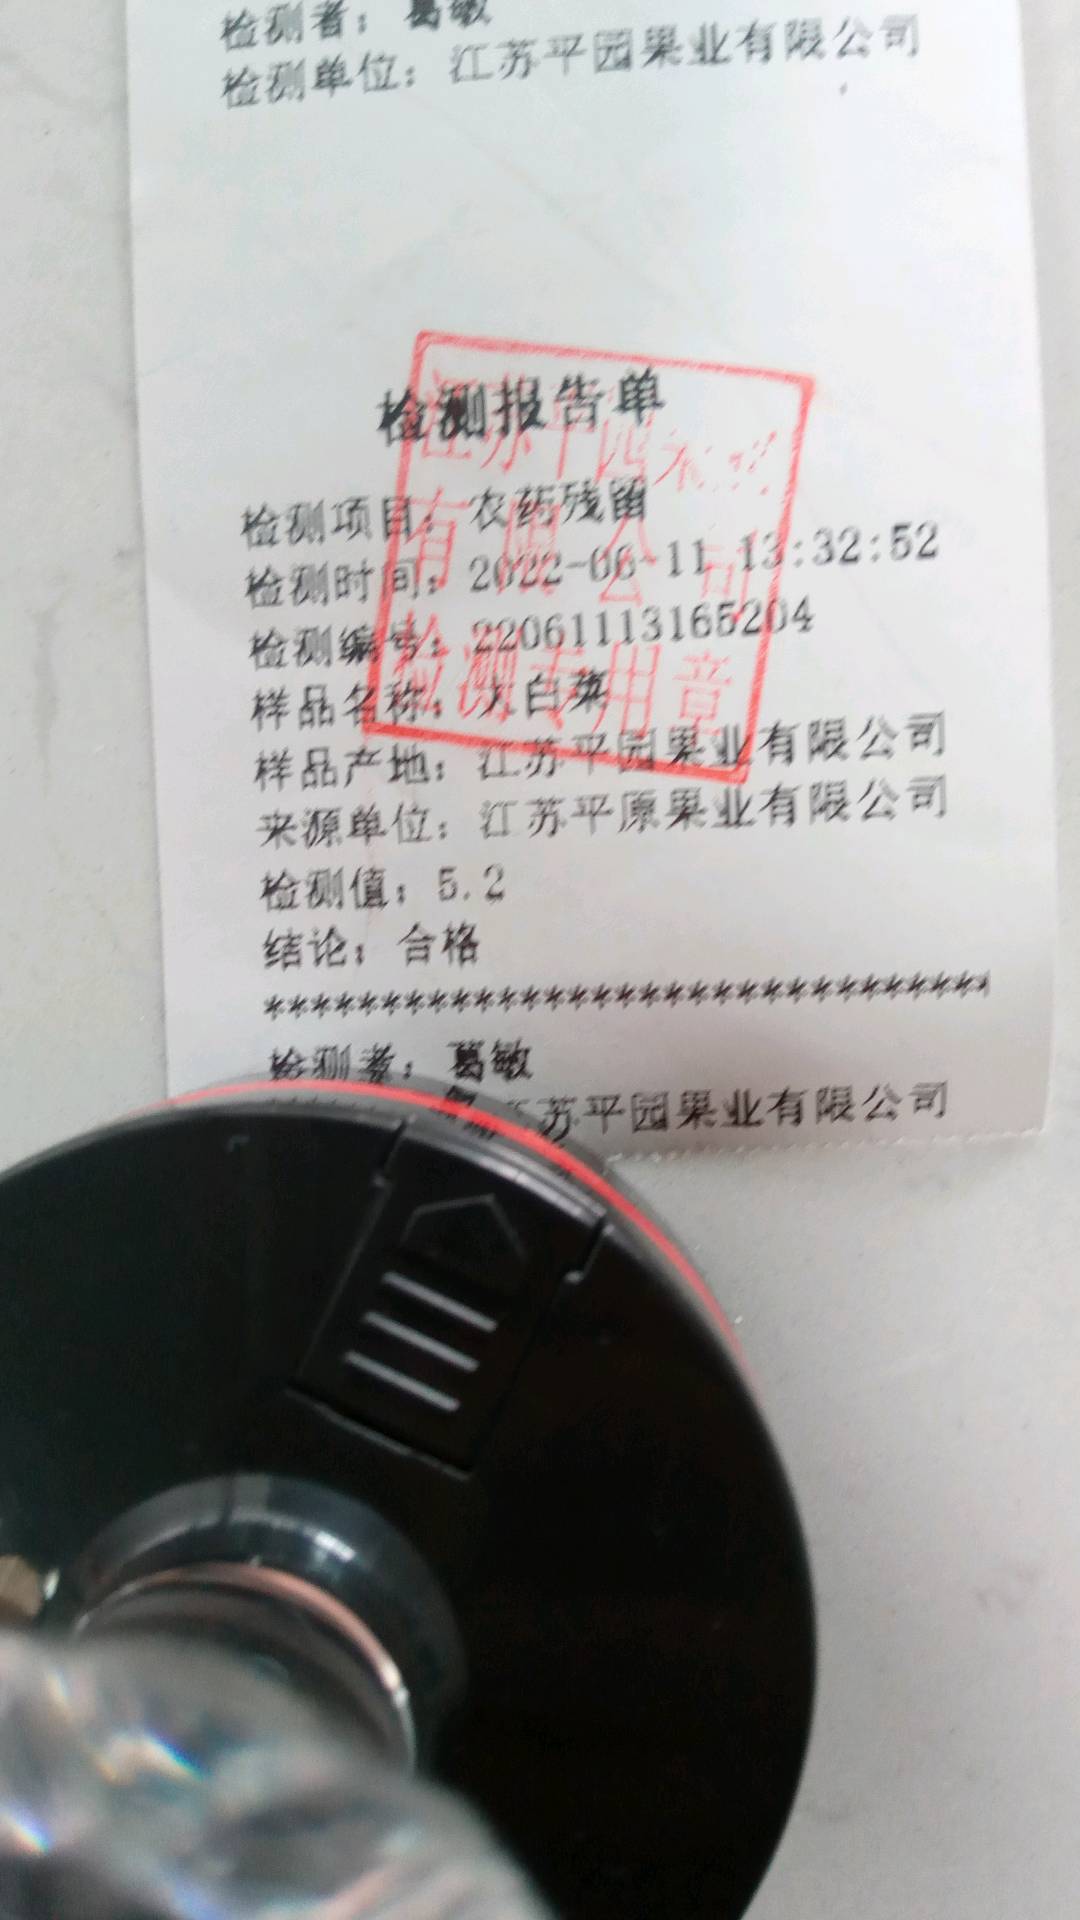 检测者：葛敏
检测单位：江苏平园果业有限公司
检测报告单
检测项目：农药残留
检测时间：2022-06-11 13:32:52
检测编号：22061113165204
样品名称：大白菜
样品产地：江苏平园果业有限公司
来源单位：江苏平原果业有限公司
检测值：5.2
结论：合格
*******************************
检测者：葛敏
江苏平园果业有限公司
江苏平园果业
有限公司
检测专用章